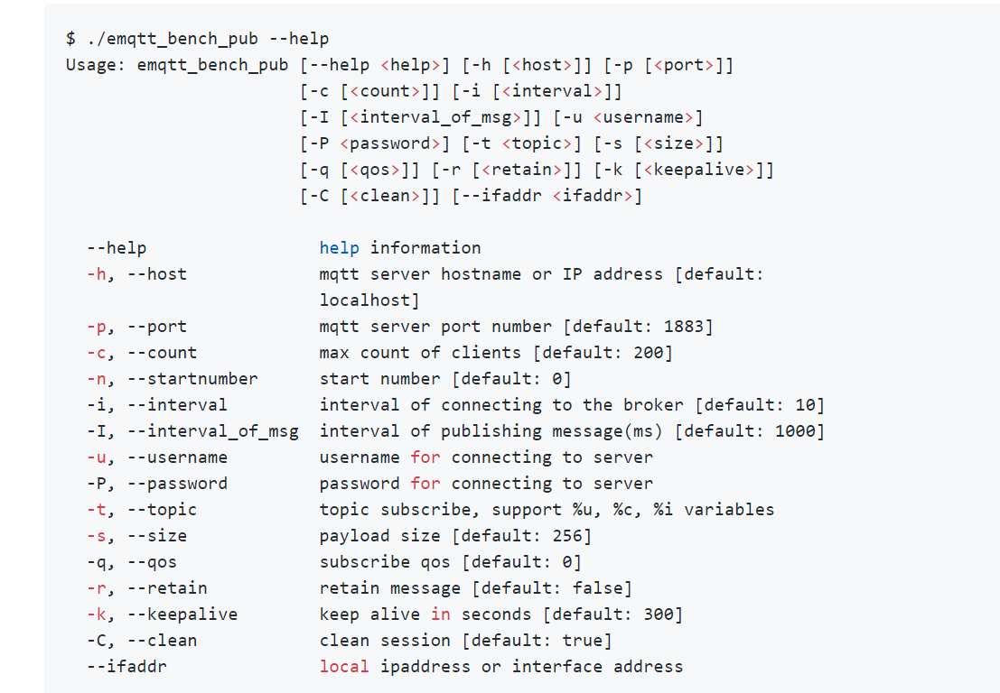 $ ./emqtt_bench_pub --help
Usage: emqtt_bench_pub [--help <help>] [-h [<host>]] [-p [<port>]]
                       [-c [<count>]] [-i [<interval>]]
                       [-I [<interval_of_msg>]] [-u <username>]
                       [-P <password>] [-t <topic>] [-s [<size>]]
                       [-q [<qos>]] [-r [<retain>]] [-k [<keepalive>]]
                       [-C [<clean>]] [--ifaddr <ifaddr>]

  --help                 help information
  -h, --host             mqtt server hostname or IP address [default:
                         localhost]
  -p, --port             mqtt server port number [default: 1883]
  -c, --count            max count of clients [default: 200]
  -n, --startnumber      start number [default: 0]
  -i, --interval         interval of connecting to the broker [default: 10]
  -I, --interval_of_msg  interval of publishing message(ms) [default: 1000]
  -u, --username         username for connecting to server
  -P, --password         password for connecting to server
  -t, --topic            topic subscribe, support %u, %c, %i variables
  -s, --size             payload size [default: 256]
  -q, --qos              subscribe qos [default: 0]
  -r, --retain           retain message [default: false]
  -k, --keepalive        keep alive in seconds [default: 300]
  -C, --clean            clean session [default: true]
  --ifaddr               local ipaddress or interface address